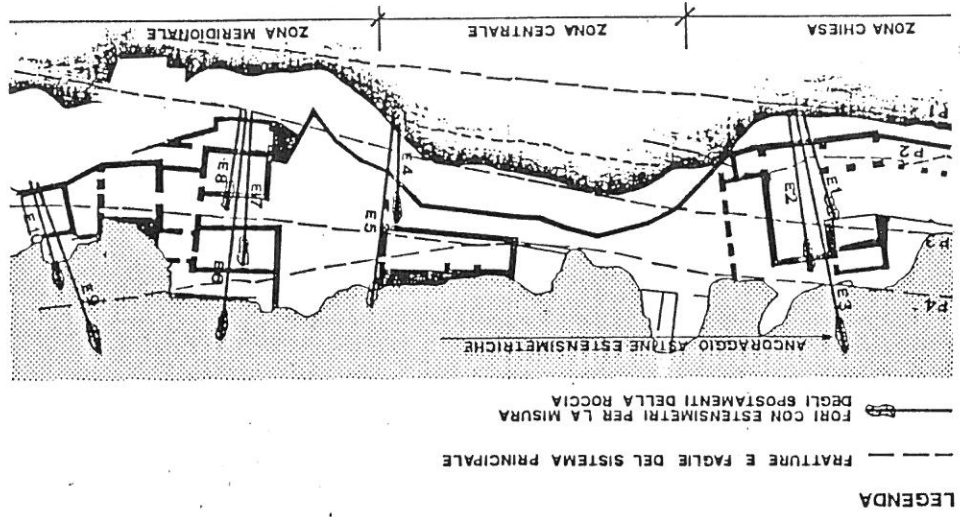 LEGENDA
FRATTURE E FAGLIE DEL SISTEMA PRINCIPALE
FORI CON ESTENSIMETRI PER LA MISURA
DEGLI SPOSTAMENTI DELLA ROCCIA
ANCORAGGIO ASTINE ESTENSIMETRICHE
P4
E3
E9
E6
P3
E5
E2
E1
E7
E8
E4
P1
ZONA CHIESA
ZONA CENTRALE
ZONA MERIDIONALE